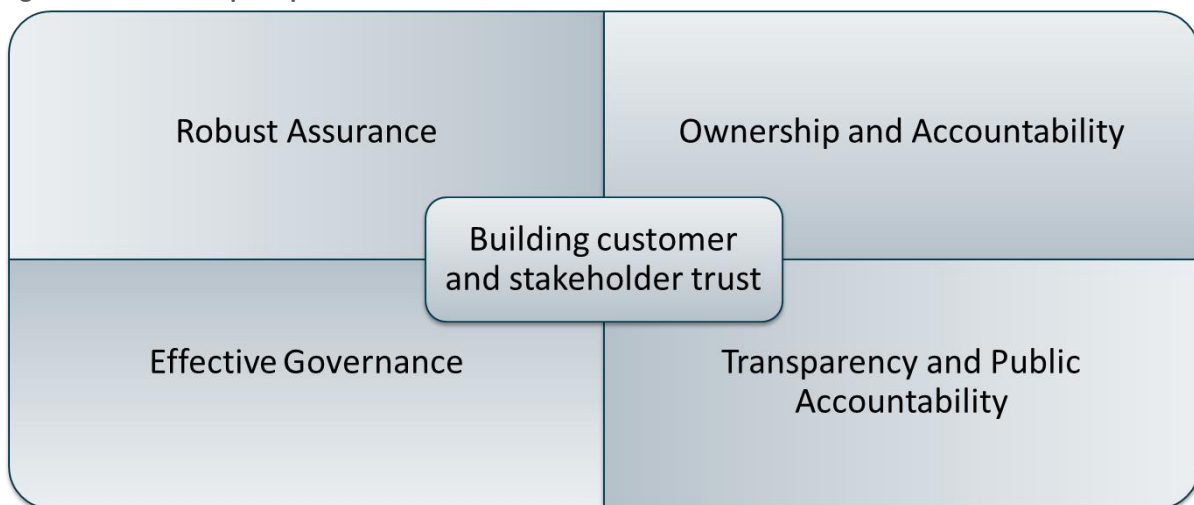 Robust Assurance
Ownership and Accountability
Building customer
and stakeholder trust
Effective Governance
Transparency and Public
Accountability